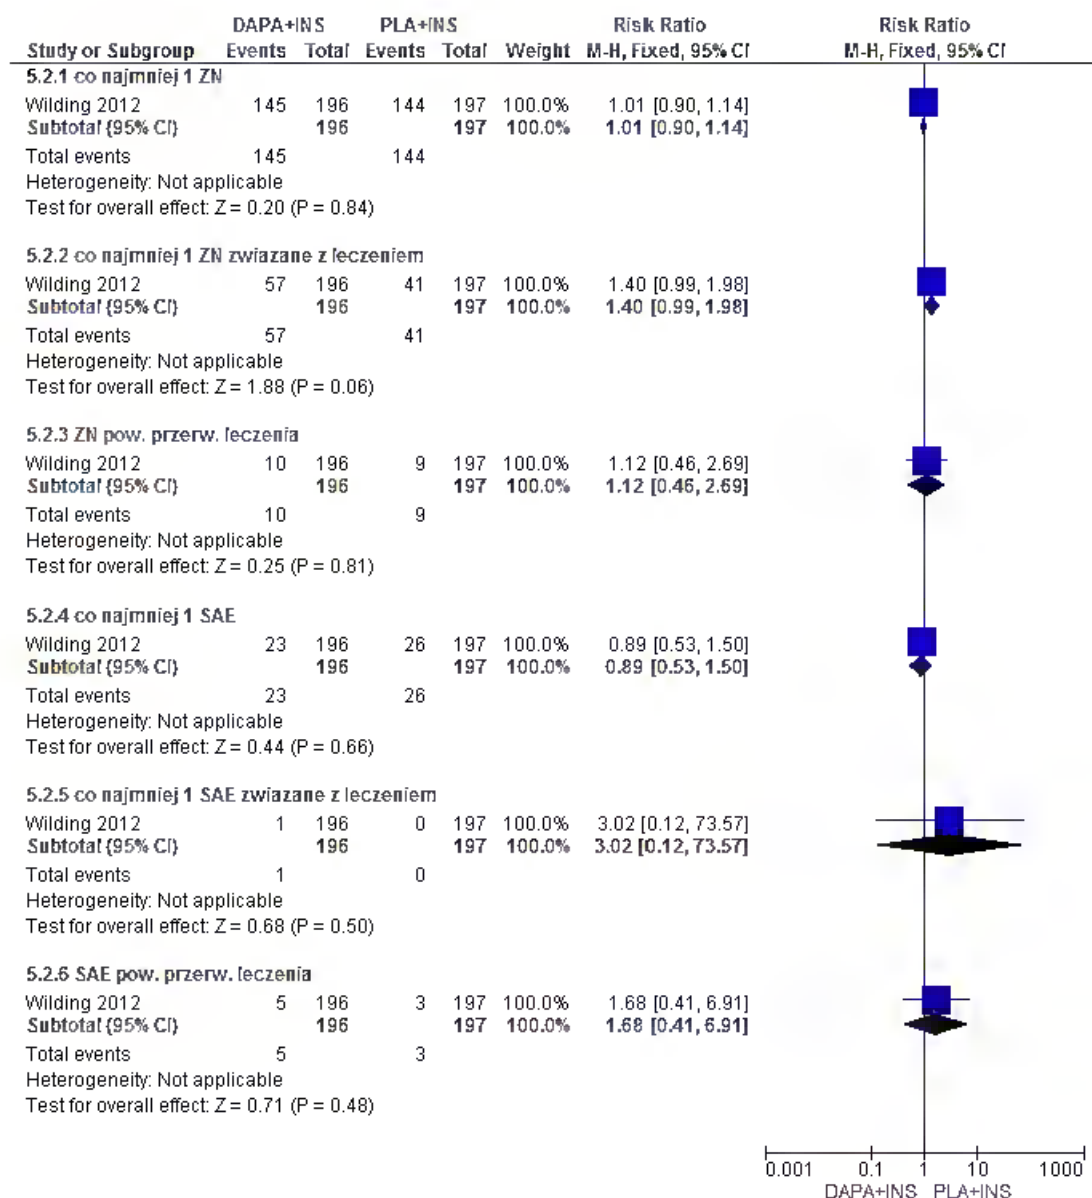 DAPA+INS PLA+INS Risk Ratio Risk Ratio
Study or Subgroup Events Total Events Total Weight M-H, Fixed, 95% CI M-H, Fixed, 95% CI
5.2.1 co najmniej 1 ZN
Wilding 2012 145 196 144 197 100.0% 1.01 [0.90, 1.14]
Subtotal (95% CI) 196 197 100.0% 1.01 [0.90, 1.14]
Total events 145 144
Heterogeneity: Not applicable
Test for overall effect: Z = 0.20 (P = 0.84)
5.2.2 co najmniej 1 ZN zwiazane z leczeniem
Wilding 2012 57 196 41 197 100.0% 1.40 [0.99, 1.98]
Subtotal (95% CI) 196 197 100.0% 1.40 [0.99, 1.98]
Total events 57 41
Heterogeneity: Not applicable
Test for overall effect: Z = 1.88 (P = 0.06)
5.2.3 ZN pow. przerw. leczenia
Wilding 2012 10 196 9 197 100.0% 1.12 [0.46, 2.69]
Subtotal (95% CI) 196 197 100.0% 1.12 [0.46, 2.69]
Total events 10 9
Heterogeneity: Not applicable
Test for overall effect: Z = 0.25 (P = 0.81)
5.2.4 co najmniej 1 SAE
Wilding 2012 23 196 26 197 100.0% 0.89 [0.53, 1.50]
Subtotal (95% CI) 196 197 100.0% 0.89 [0.53, 1.50]
Total events 23 26
Heterogeneity: Not applicable
Test for overall effect: Z = 0.44 (P = 0.66)
5.2.5 co najmniej 1 SAE zwiazane z leczeniem
Wilding 2012 1 196 0 197 100.0% 3.02 [0.12, 73.57]
Subtotal (95% CI) 196 197 100.0% 3.02 [0.12, 73.57]
Total events 1 0
Heterogeneity: Not applicable
Test for overall effect: Z = 0.68 (P = 0.50)
5.2.6 SAE pow. przerw. leczenia
Wilding 2012 5 196 3 197 100.0% 1.68 [0.41, 6.91]
Subtotal (95% CI) 196 197 100.0% 1.68 [0.41, 6.91]
Total events 5 3
Heterogeneity: Not applicable
Test for overall effect: Z = 0.71 (P = 0.48)
0.001 0.1 1 10 1000
DAPA+INS PLA+INS